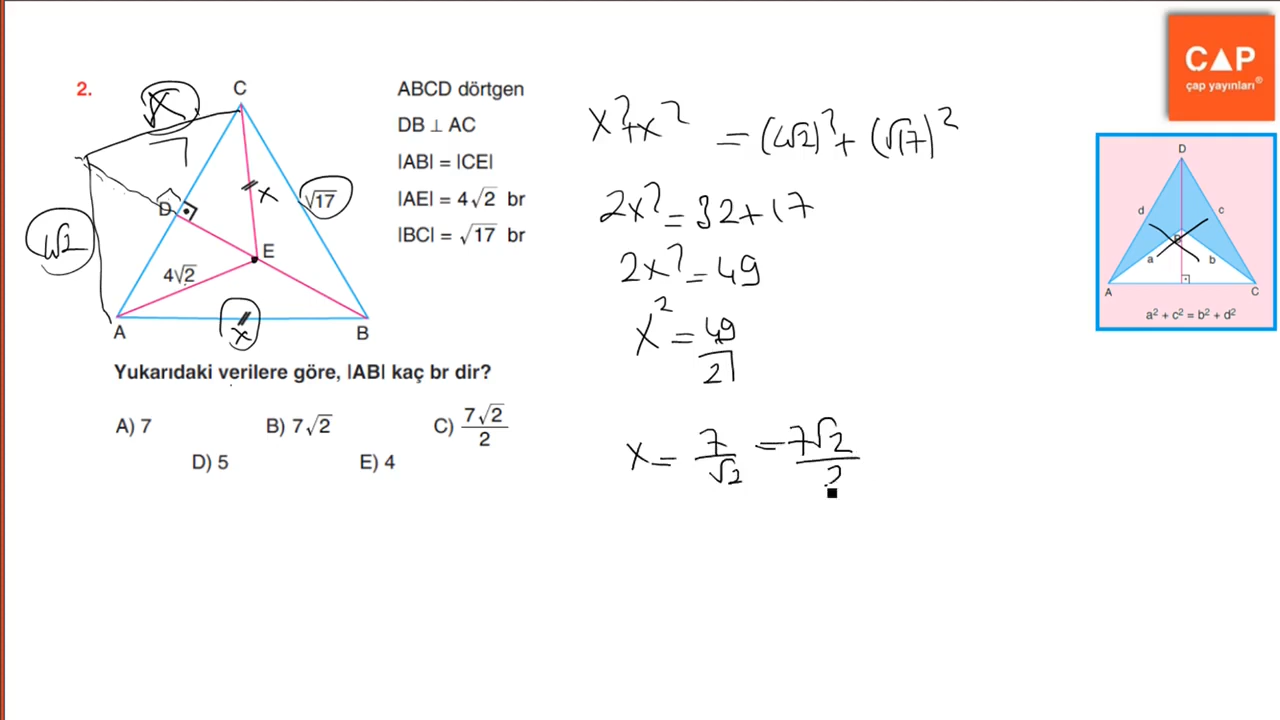 CAP
çap yayınları®
2.
C
ABCD dörtgen
DB ⊥ AC
|AB| = |CE|
|AE| = 4√2 br
|BC| = √17 br
x
√17
D
E
4√2
4√2
x
A
B
x
Yukarıdaki verilere göre, |AB| kaç br dir?
A) 7
B) 7√2
C) 7√2/2
D) 5
E) 4
x²+x² = (4√2)² + (√17)²
2x² = 32+17
2x² = 49
x² = 49/2
x = 7/√2 = 7√2/2
D
d
c
B
a
b
A
C
a² + c² = b² + d²